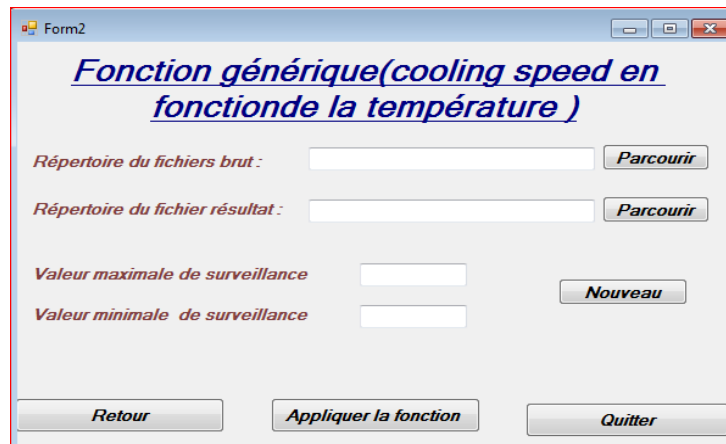 Form2
Fonction générique(cooling speed en
fonctionde la température )
Répertoire du fichiers brut :
Parcourir
Répertoire du fichier résultat :
Parcourir
Valeur maximale de surveillance
Nouveau
Valeur minimale de surveillance
Retour
Appliquer la fonction
Quitter